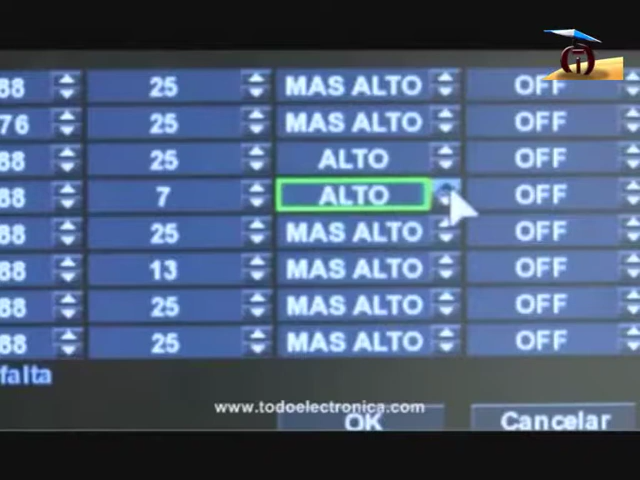 88 25 MAS ALTO OFF
76 25 MAS ALTO OFF
88 25 ALTO OFF
88 7 ALTO OFF
88 25 MAS ALTO OFF
88 13 MAS ALTO OFF
88 25 MAS ALTO OFF
88 25 MAS ALTO OFF
falta
www.todoelectronica.com
OK Cancelar